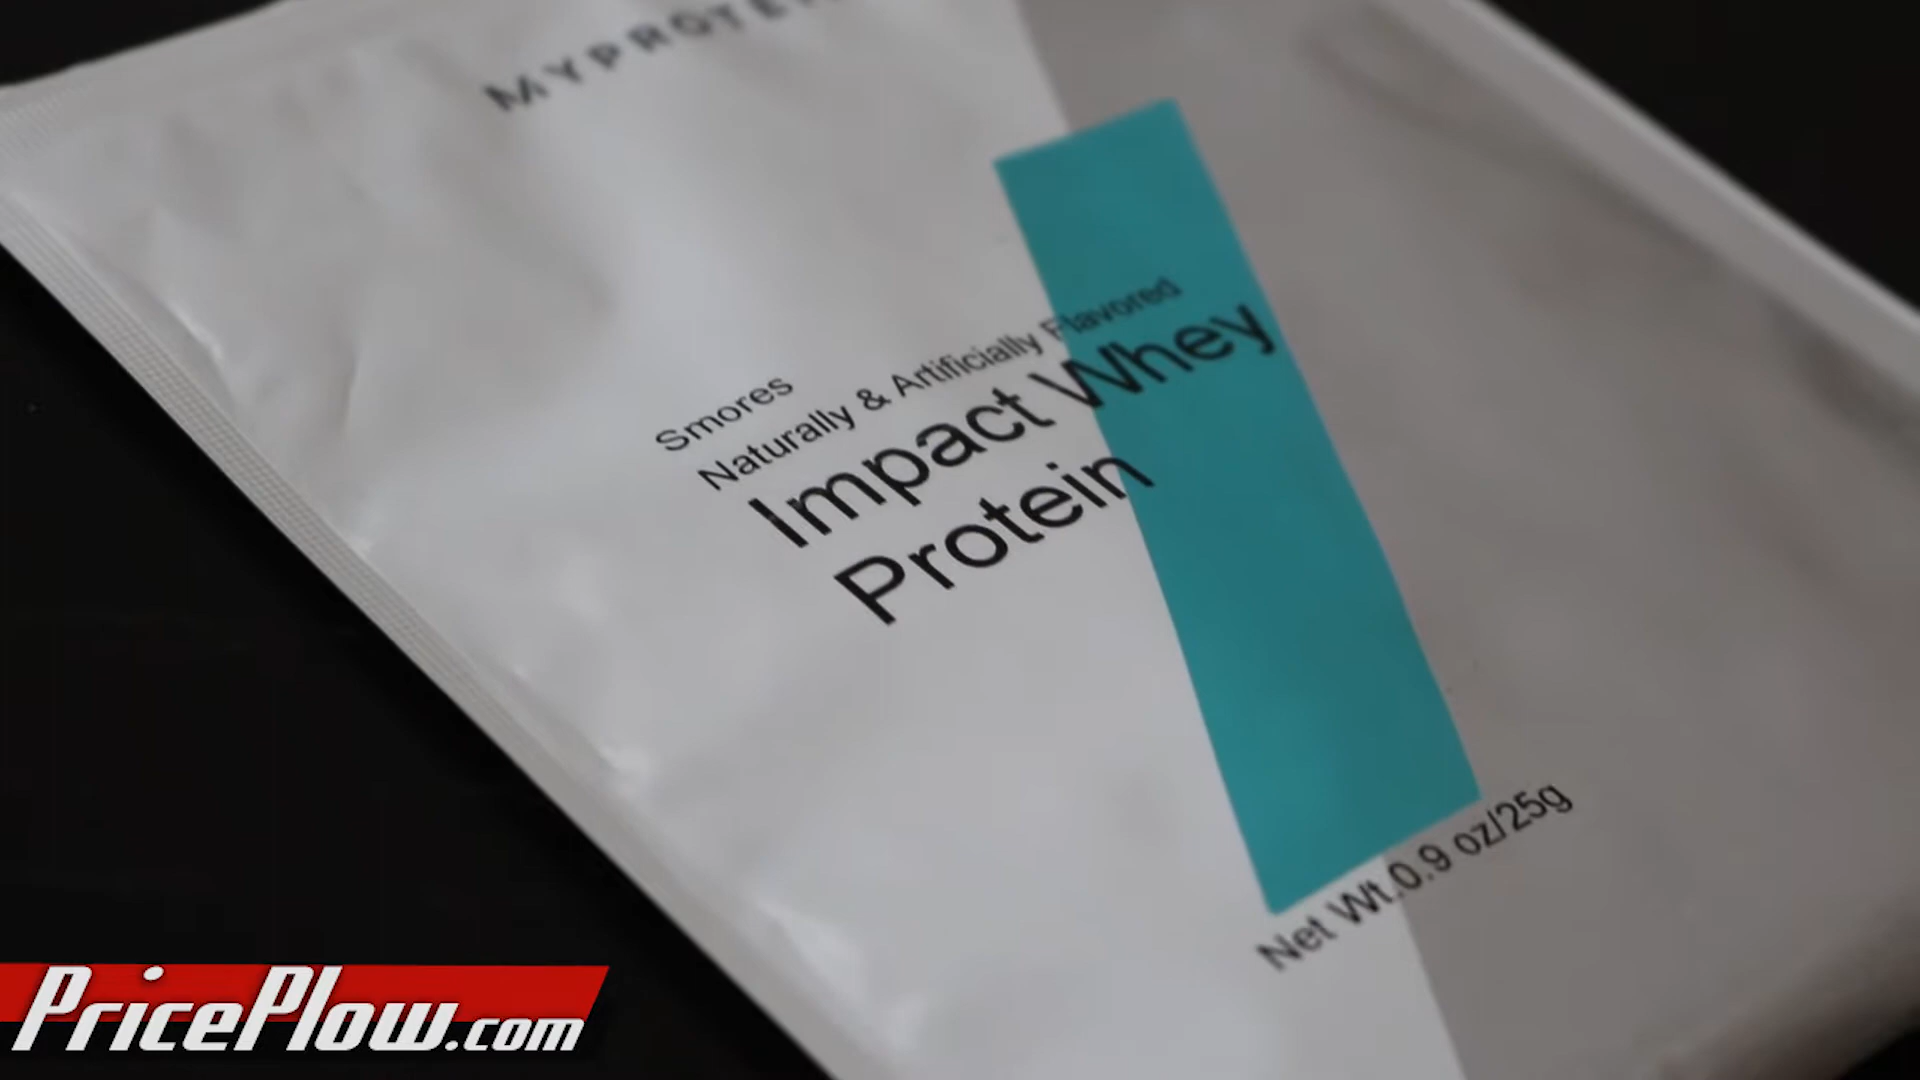 MYPROTEIN
Smores
Naturally & Artificially Flavored
Impact Whey
Protein
Net Wt.0.9 oz/25g
PricePlow.com